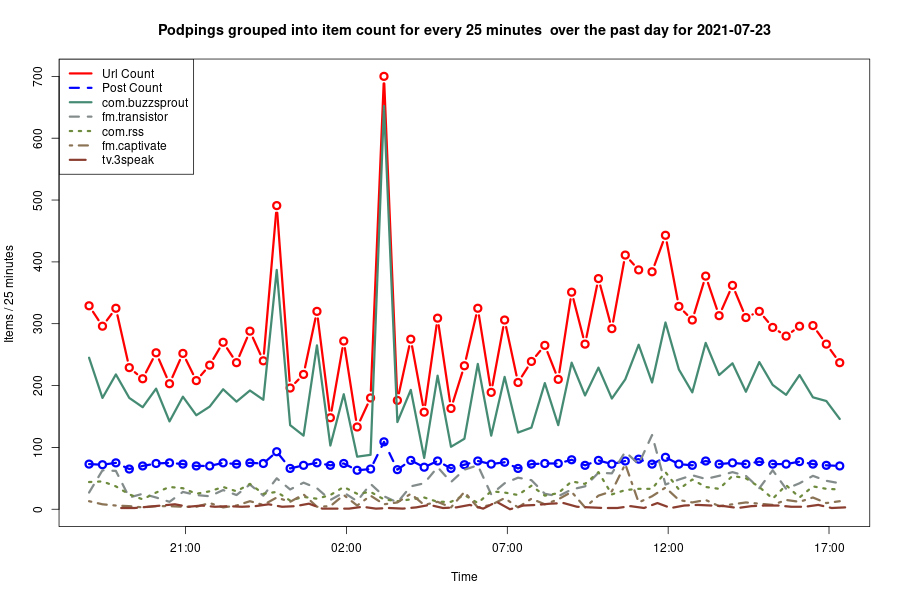 Podpings grouped into item count for every 25 minutes  over the past day for 2021-07-23
Url Count
Post Count
com.buzzsprout
fm.transistor
com.rss
fm.captivate
tv.3speak
Items / 25 minutes
700
600
500
400
300
200
100
0
21:00
02:00
07:00
12:00
17:00
Time